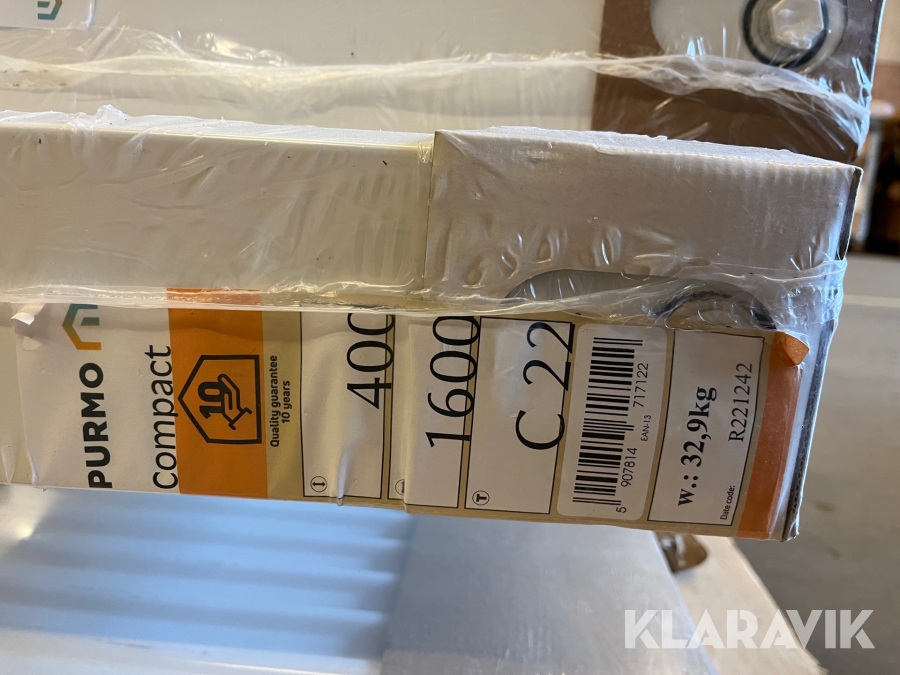 PURMO
compact
10
Quality guarantee
10 years
400
1600
T
C 22
5 907814 717122
EAN-13
w.: 32,9kg
Date code:
R221242
KLARAVIK